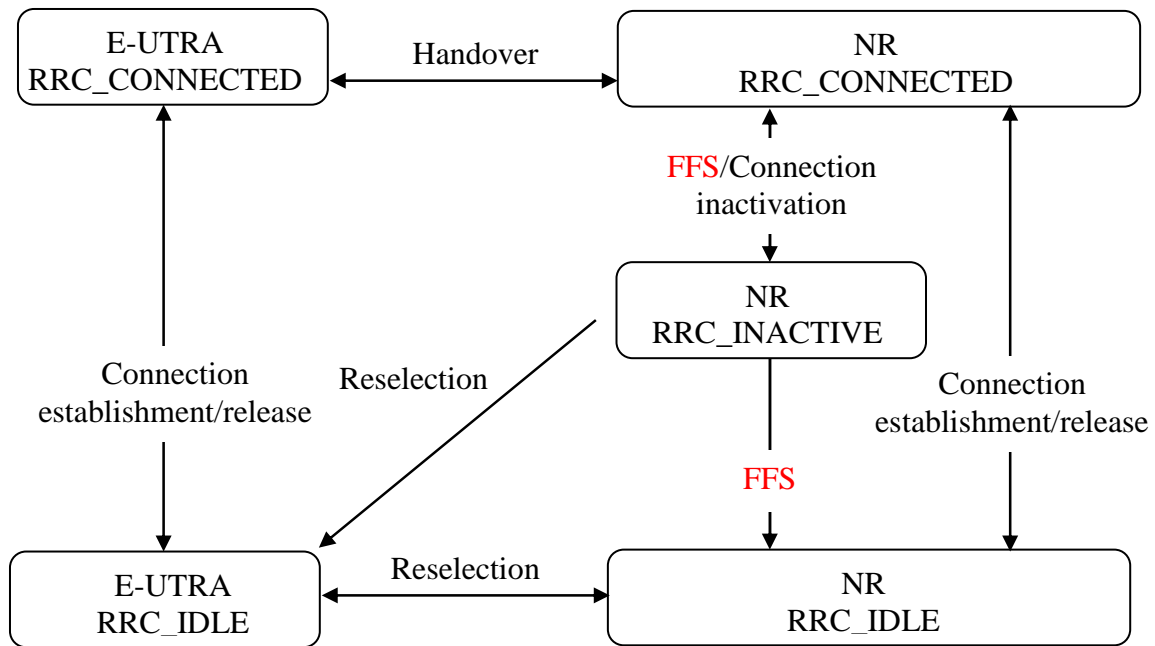 E-UTRA
RRC_CONNECTED
Handover
NR
RRC_CONNECTED
FFS/Connection
inactivation
NR
RRC_INACTIVE
Connection
establishment/release
Reselection
Connection
establishment/release
FFS
E-UTRA
RRC_IDLE
Reselection
NR
RRC_IDLE